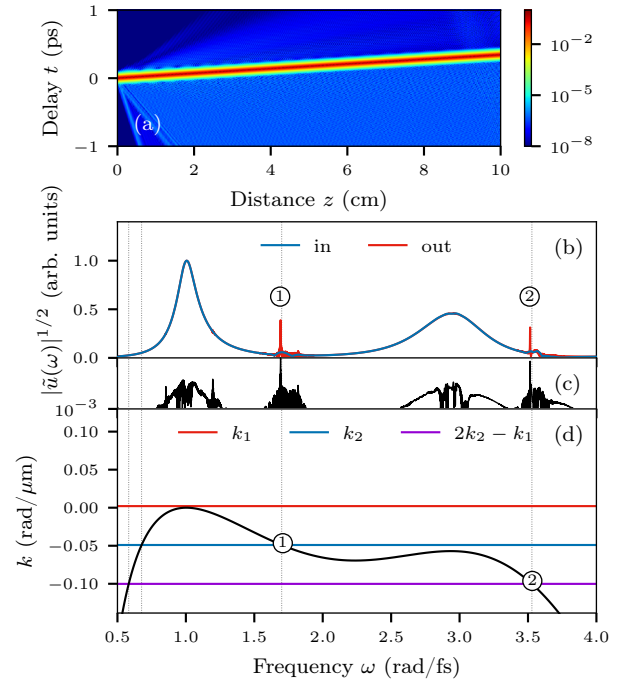 1
0
−1
Delay t (ps)
(a)
0 2 4 6 8 10
Distance z (cm)
10⁻²
10⁻⁵
10⁻⁸
|ũ(ω)|^{1/2} (arb. units)
1.0
0.5
0.0
in out
(b)
1
2
(c)
10⁻³
k₁ k₂ 2k₂ − k₁
(d)
k (rad/μm)
0.10
0.05
0.00
−0.05
−0.10
1
2
0.5 1.0 1.5 2.0 2.5 3.0 3.5 4.0
Frequency ω (rad/fs)